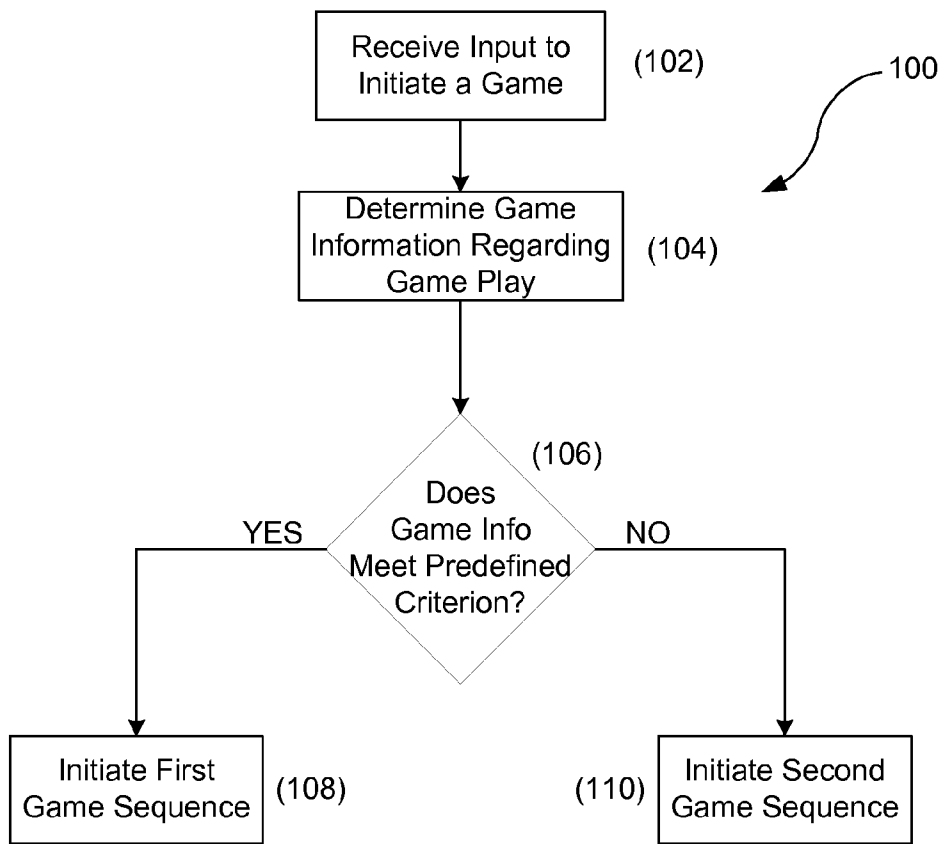 Receive Input to
Initiate a Game
(102)
100
Determine Game
Information Regarding
Game Play
(104)
(106)
Does
Game Info
Meet Predefined
Criterion?
YES
NO
Initiate First
Game Sequence
(108)
(110)
Initiate Second
Game Sequence